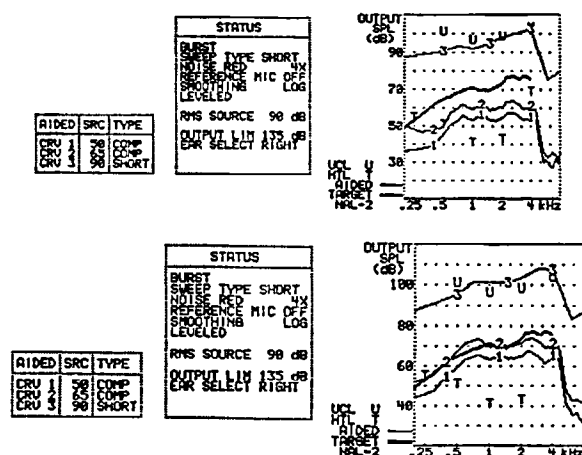 STATUS
BURST
SWEEP TYPE SHORT
NOISE RED 4X
REFERENCE MIC OFF
SMOOTHING LOG
LEVELED
RMS SOURCE 90 dB
OUTPUT LIM 135 dB
EAR SELECT RIGHT
AIDED SRC TYPE
CRV 1 50 COMP
CRV 2 65 COMP
CRV 3 90 SHORT
OUTPUT
SPL
(dB)
90
70
50
30
UCL U
HTL T
AIDED
TARGET
NAL-2
.25 .5 1 2 4 kHz
STATUS
BURST
SWEEP TYPE SHORT
NOISE RED 4X
REFERENCE MIC OFF
SMOOTHING LOG
LEVELED
RMS SOURCE 90 dB
OUTPUT LIM 135 dB
EAR SELECT RIGHT
AIDED SRC TYPE
CRV 1 50 COMP
CRV 2 65 COMP
CRV 3 90 SHORT
OUTPUT
SPL
(dB)
100
80
60
40
UCL U
HTL T
AIDED
TARGET
NAL-2
.25 .5 1 2 4 kHz